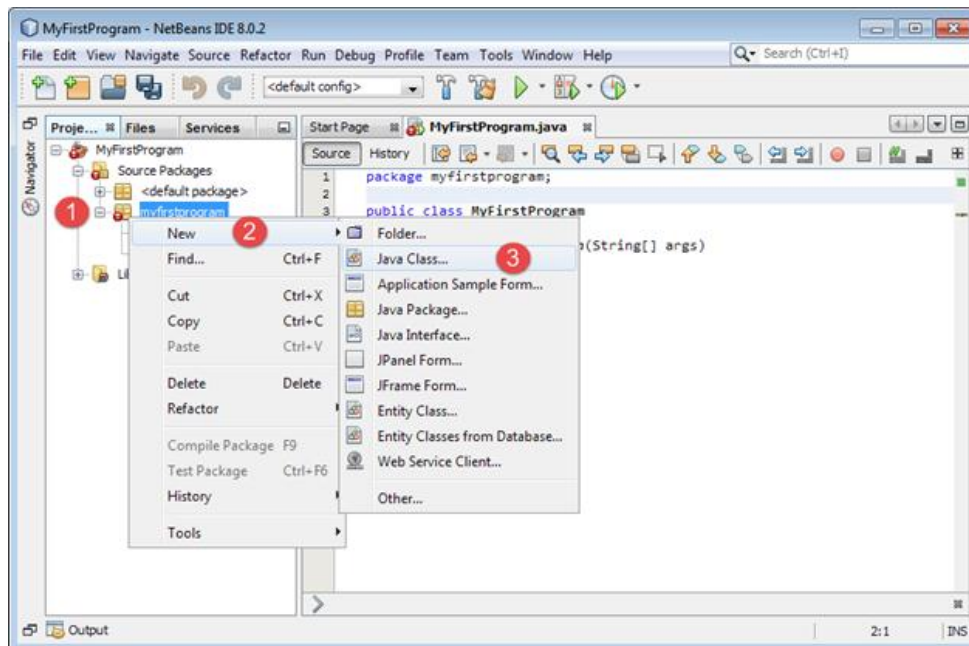 MyFirstProgram - NetBeans IDE 8.0.2
File Edit View Navigate Source Refactor Run Debug Profile Team Tools Window Help
Search (Ctrl+I)
<default config>
Proje... Files Services
Start Page MyFirstProgram.java
Navigator
MyFirstProgram
Source Packages
<default package>
1 myfirstprogram
Source History
1 package myfirstprogram;
2
3 public class MyFirstProgram
(String[] args)
New 2
Find... Ctrl+F
Cut Ctrl+X
Copy Ctrl+C
Paste Ctrl+V
Delete Delete
Refactor
Compile Package F9
Test Package Ctrl+F6
History
Tools
Folder...
Java Class... 3
Application Sample Form...
Java Package...
Java Interface...
JPanel Form...
JFrame Form...
Entity Class...
Entity Classes from Database...
Web Service Client...
Other...
Output
2:1 INS